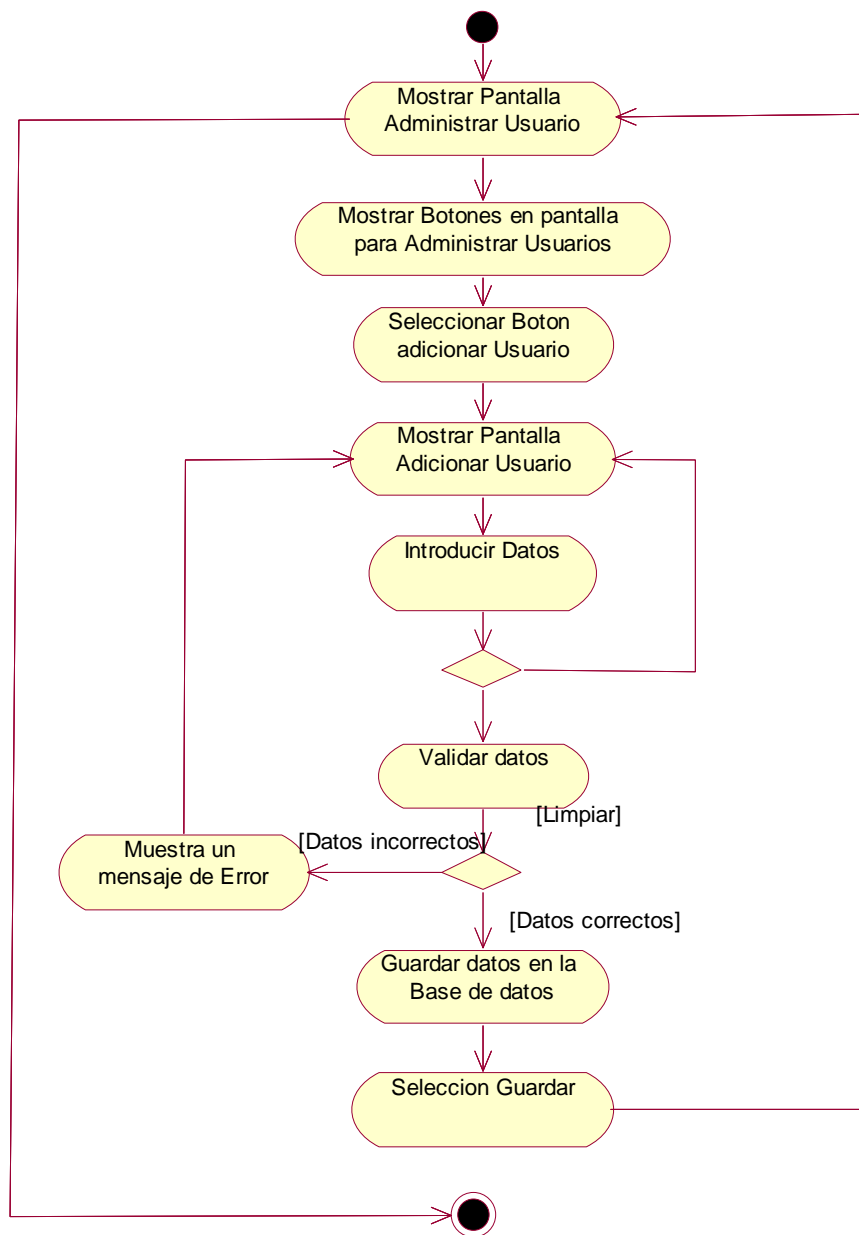 Mostrar Pantalla
Administrar Usuario
Mostrar Botones en pantalla
para Administrar Usuarios
Seleccionar Boton
adicionar Usuario
Mostrar Pantalla
Adicionar Usuario
Introducir Datos
Validar datos
[Limpiar]
[Datos incorrectos]
Muestra un
mensaje de Error
[Datos correctos]
Guardar datos en la
Base de datos
Seleccion Guardar